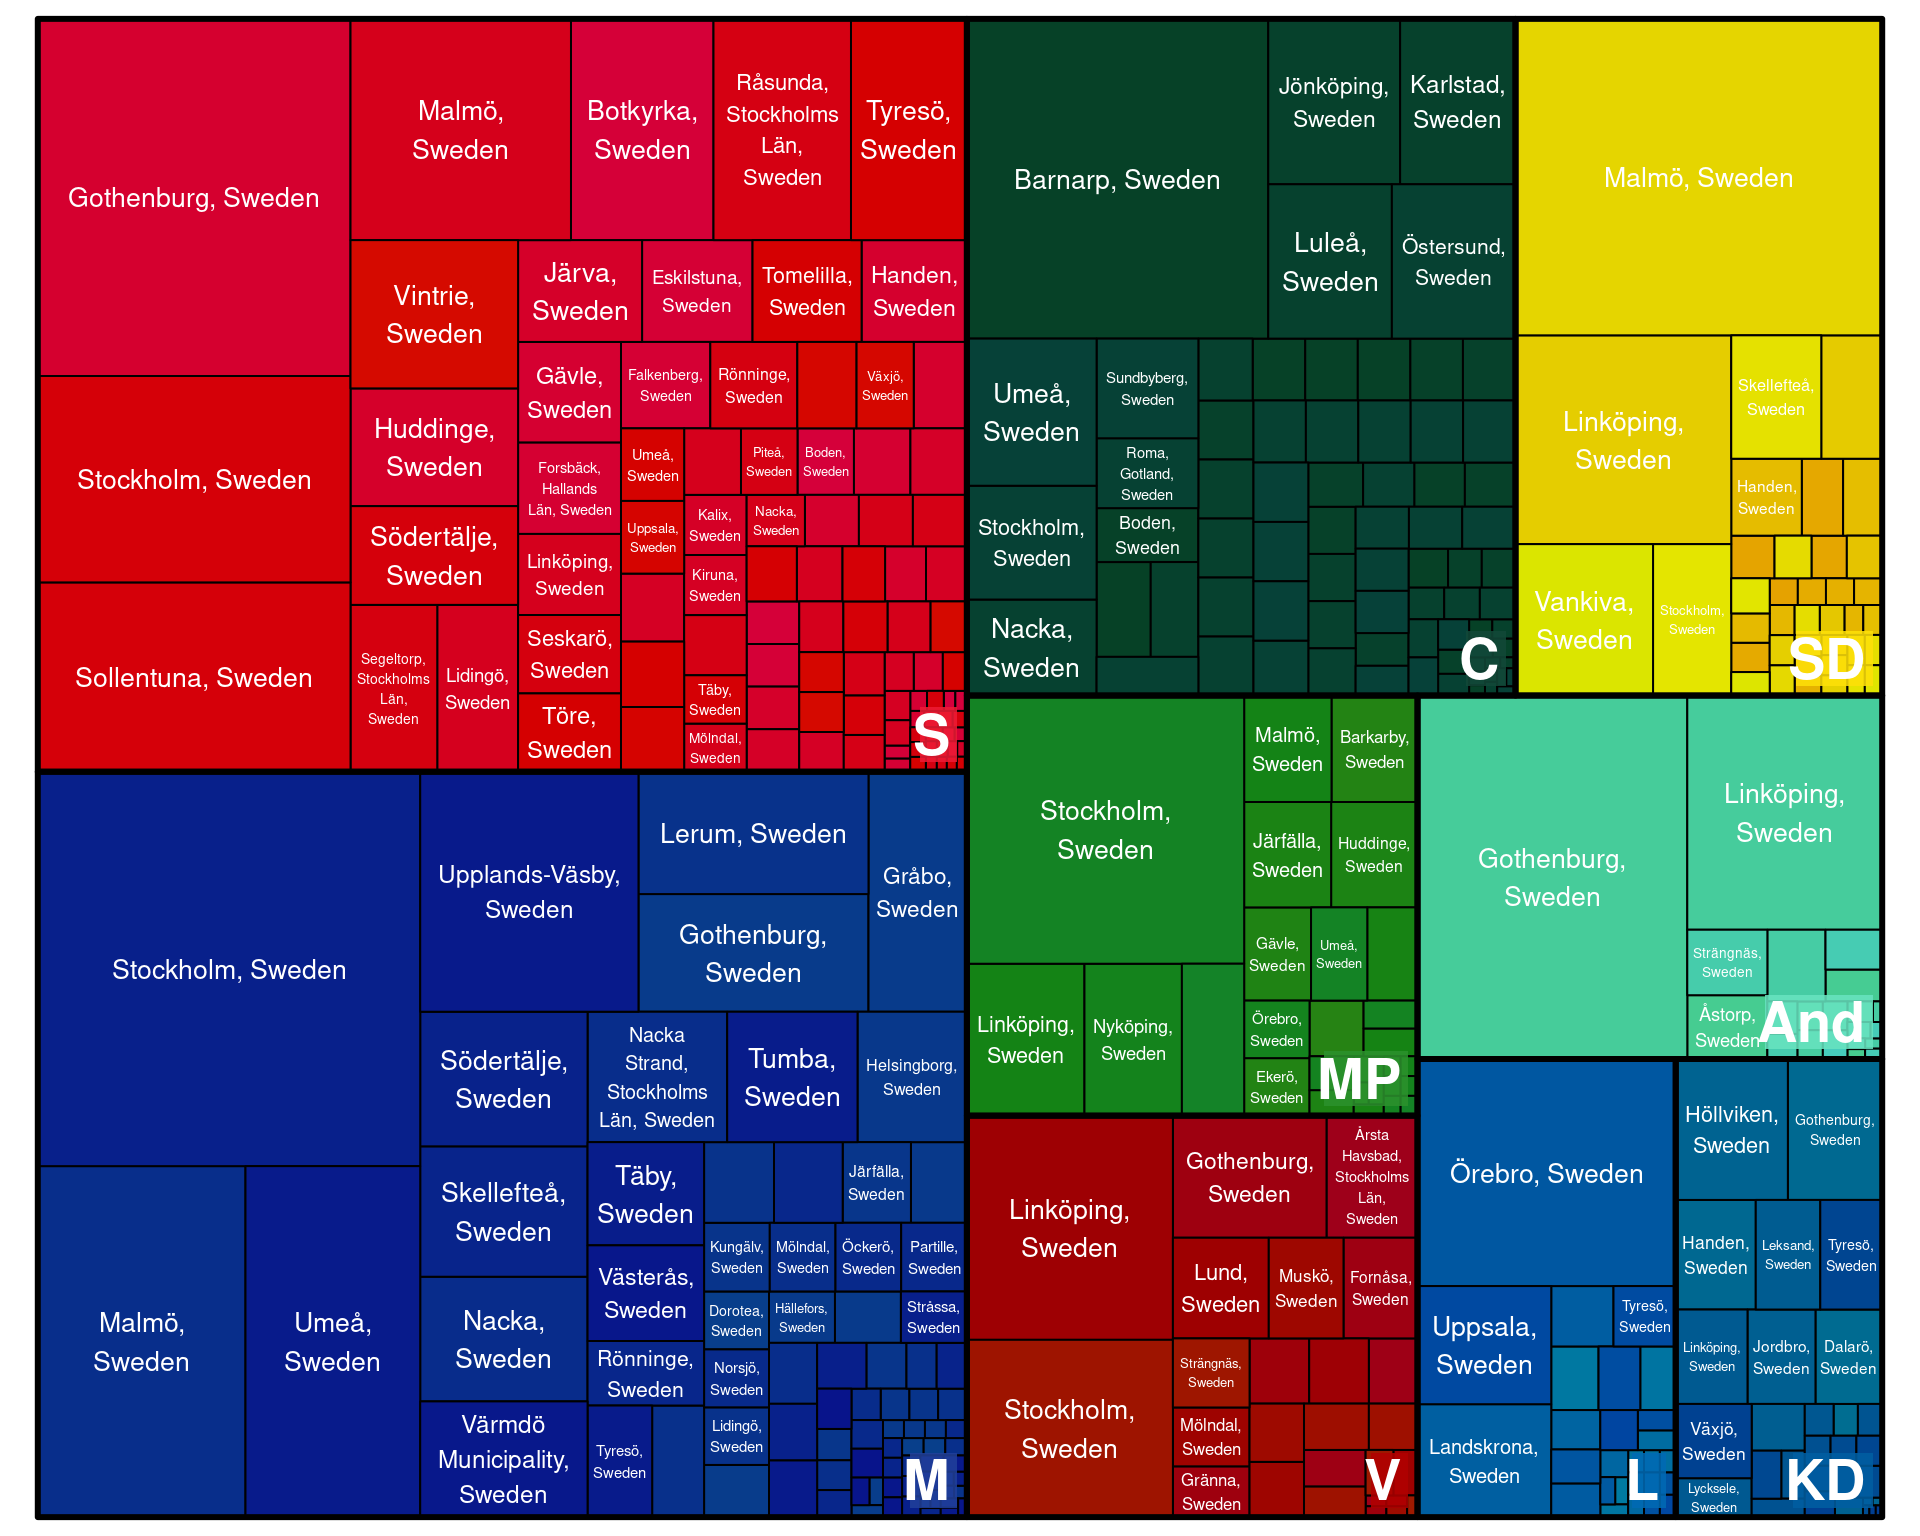 Gothenburg, Sweden
Stockholm, Sweden
Sollentuna, Sweden
Malmö,
Sweden
Botkyrka,
Sweden
Råsunda,
Stockholms
Län,
Sweden
Tyresö,
Sweden
Vintrie,
Sweden
Huddinge,
Sweden
Södertälje,
Sweden
Segeltorp,
Stockholms
Län,
Sweden
Lidingö,
Sweden
Järva,
Sweden
Eskilstuna,
Sweden
Tomelilla,
Sweden
Handen,
Sweden
Gävle,
Sweden
Forsbäck,
Hallands
Län, Sweden
Linköping,
Sweden
Seskarö,
Sweden
Töre,
Sweden
Falkenberg,
Sweden
Rönninge,
Sweden
Växjö,
Sweden
Umeå,
Sweden
Uppsala,
Sweden
Piteå,
Sweden
Boden,
Sweden
Kalix,
Sweden
Nacka,
Sweden
Kiruna,
Sweden
Täby,
Sweden
Mölndal,
Sweden
S
Stockholm, Sweden
Malmö,
Sweden
Umeå,
Sweden
Upplands-Väsby,
Sweden
Lerum, Sweden
Gothenburg,
Sweden
Gråbo,
Sweden
Södertälje,
Sweden
Skellefteå,
Sweden
Nacka,
Sweden
Värmdö
Municipality,
Sweden
Nacka
Strand,
Stockholms
Län, Sweden
Tumba,
Sweden
Helsingborg,
Sweden
Täby,
Sweden
Västerås,
Sweden
Rönninge,
Sweden
Tyresö,
Sweden
Järfälla,
Sweden
Kungälv,
Sweden
Mölndal,
Sweden
Öckerö,
Sweden
Partille,
Sweden
Dorotea,
Sweden
Hällefors,
Sweden
Stråssa,
Sweden
Norsjö,
Sweden
Lidingö,
Sweden
M
Barnarp, Sweden
Jönköping,
Sweden
Karlstad,
Sweden
Luleå,
Sweden
Östersund,
Sweden
Umeå,
Sweden
Stockholm,
Sweden
Nacka,
Sweden
Sundbyberg,
Sweden
Roma,
Gotland,
Sweden
Boden,
Sweden
C
Malmö, Sweden
Linköping,
Sweden
Vankiva,
Sweden
Stockholm,
Sweden
Skellefteå,
Sweden
Handen,
Sweden
SD
Stockholm,
Sweden
Linköping,
Sweden
Nyköping,
Sweden
Malmö,
Sweden
Barkarby,
Sweden
Järfälla,
Sweden
Huddinge,
Sweden
Gävle,
Sweden
Umeå,
Sweden
Örebro,
Sweden
Ekerö,
Sweden
MP
Gothenburg,
Sweden
Linköping,
Sweden
Strängnäs,
Sweden
Åstorp,
Sweden
And
Linköping,
Sweden
Stockholm,
Sweden
Gothenburg,
Sweden
Årsta
Havsbad,
Stockholms
Län,
Sweden
Lund,
Sweden
Muskö,
Sweden
Fornåsa,
Sweden
Strängnäs,
Sweden
Mölndal,
Sweden
Gränna,
Sweden
V
Örebro, Sweden
Uppsala,
Sweden
Landskrona,
Sweden
Tyresö,
Sweden
L
Höllviken,
Sweden
Gothenburg,
Sweden
Handen,
Sweden
Leksand,
Sweden
Tyresö,
Sweden
Linköping,
Sweden
Jordbro,
Sweden
Dalarö,
Sweden
Växjö,
Sweden
Lycksele,
Sweden
KD